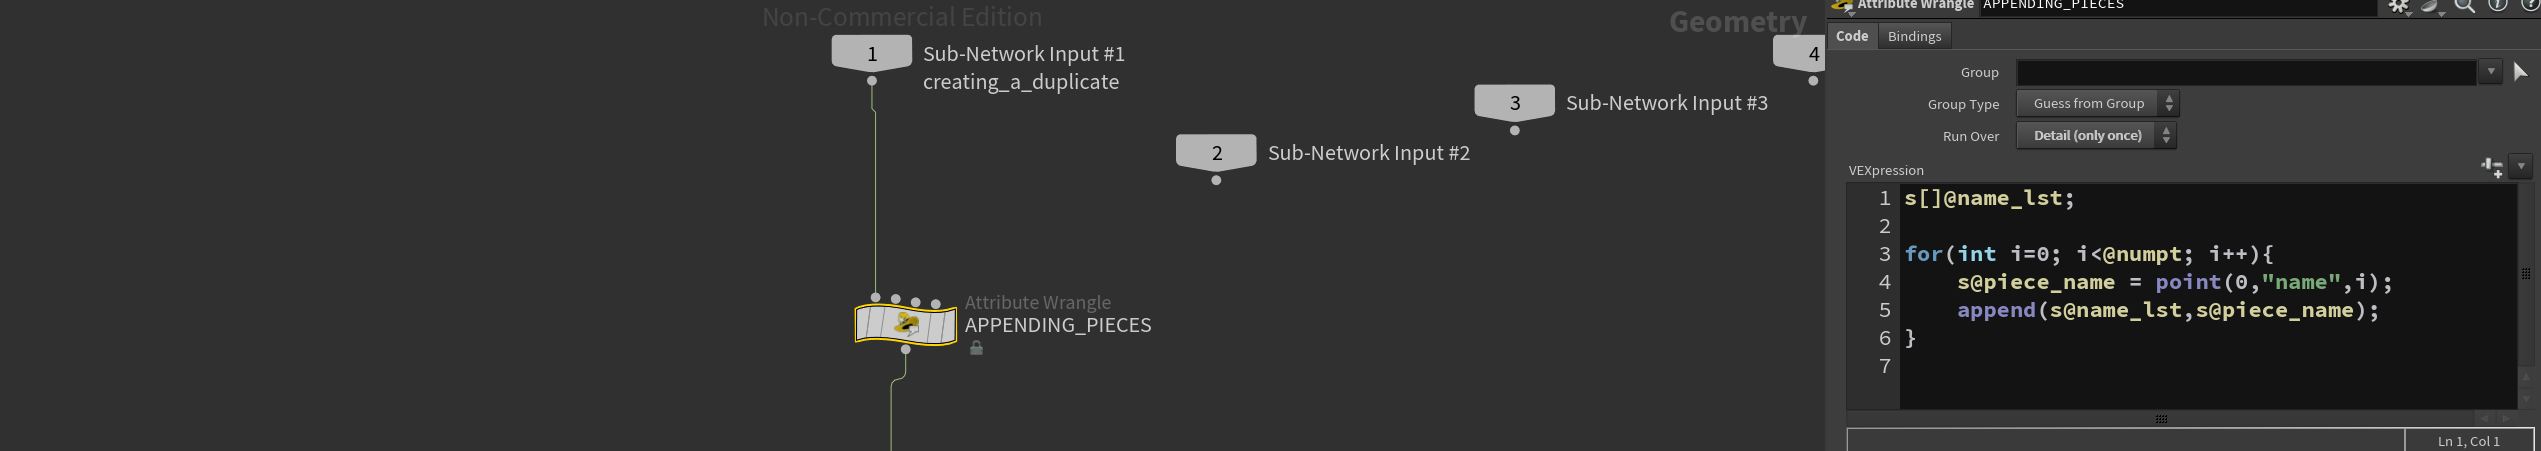 Non-Commercial Edition
Geometry
1
Sub-Network Input #1
creating_a_duplicate
4
3
Sub-Network Input #3
2
Sub-Network Input #2
Attribute Wrangle
APPENDING_PIECES
Attribute Wrangle APPENDING_PIECES
Code Bindings
Group
Group Type Guess from Group
Run Over Detail (only once)
VEXpression
1 s[]@name_lst;
2
3 for(int i=0; i<@numpt; i++){
4     s@piece_name = point(0,"name",i);
5     append(s@name_lst,s@piece_name);
6 }
7
Ln 1, Col 1